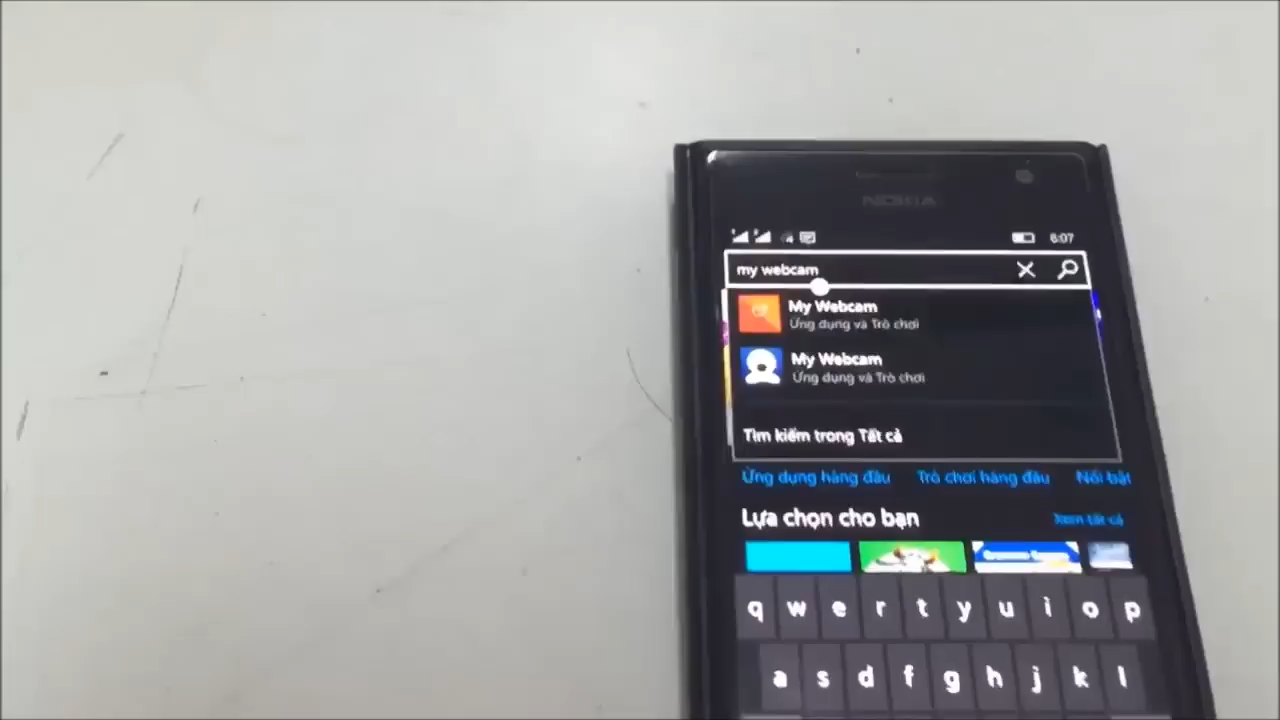 NOKIA
6:07
my webcam
My Webcam
Ứng dụng và Trò chơi
My Webcam
Ứng dụng và Trò chơi
Tìm kiếm trong Tất cả
Ứng dụng hàng đầu Trò chơi hàng đầu Nổi bật
Lựa chọn cho bạn Xem tất cả
q w e r t y u i o p
a s d f g h j k l